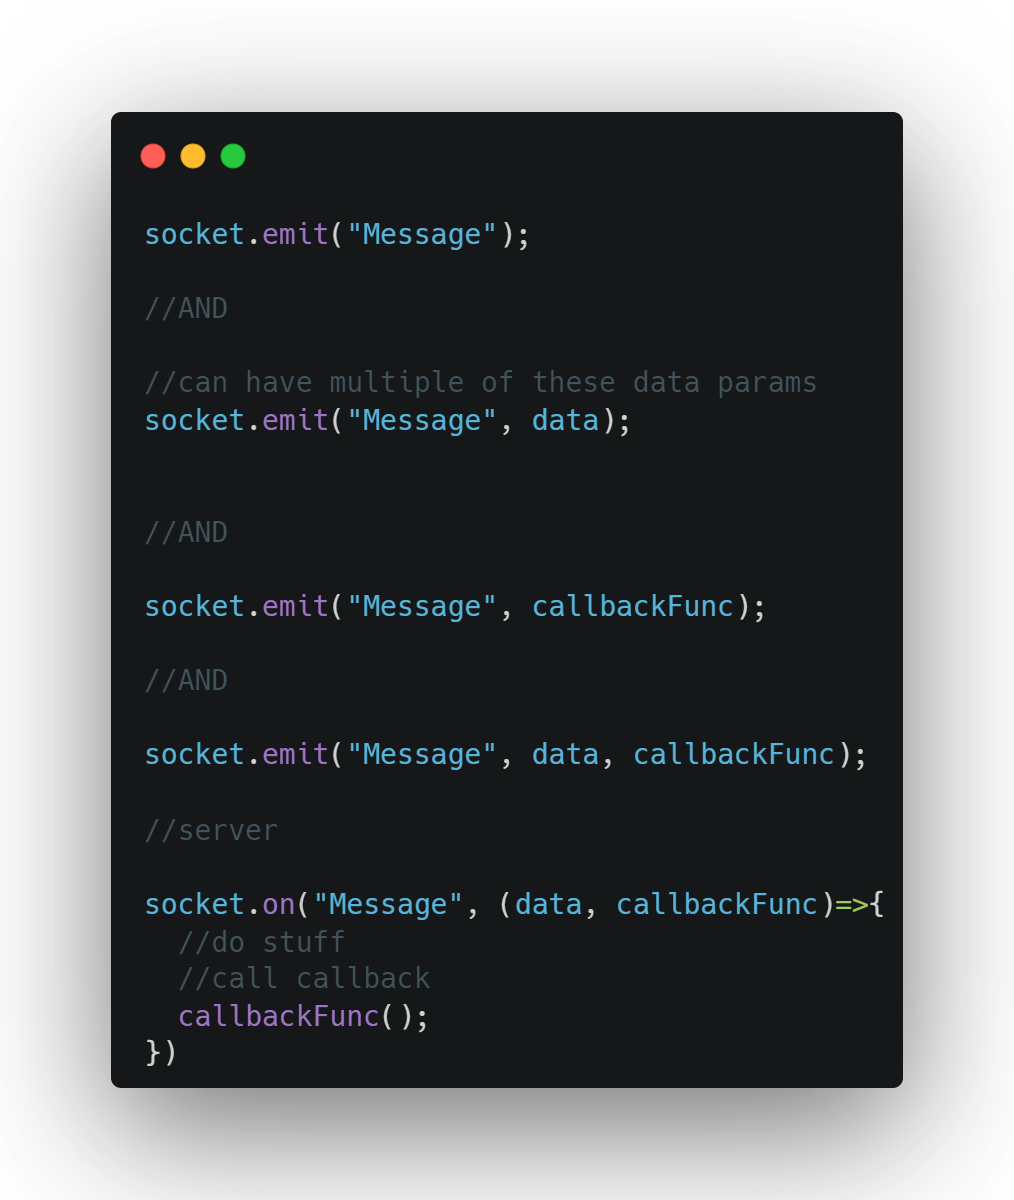 socket.emit("Message");
//AND
//can have multiple of these data params
socket.emit("Message", data);
//AND
socket.emit("Message", callbackFunc);
//AND
socket.emit("Message", data, callbackFunc);
//server
socket.on("Message", (data, callbackFunc)=>{
  //do stuff
  //call callback
  callbackFunc();
})